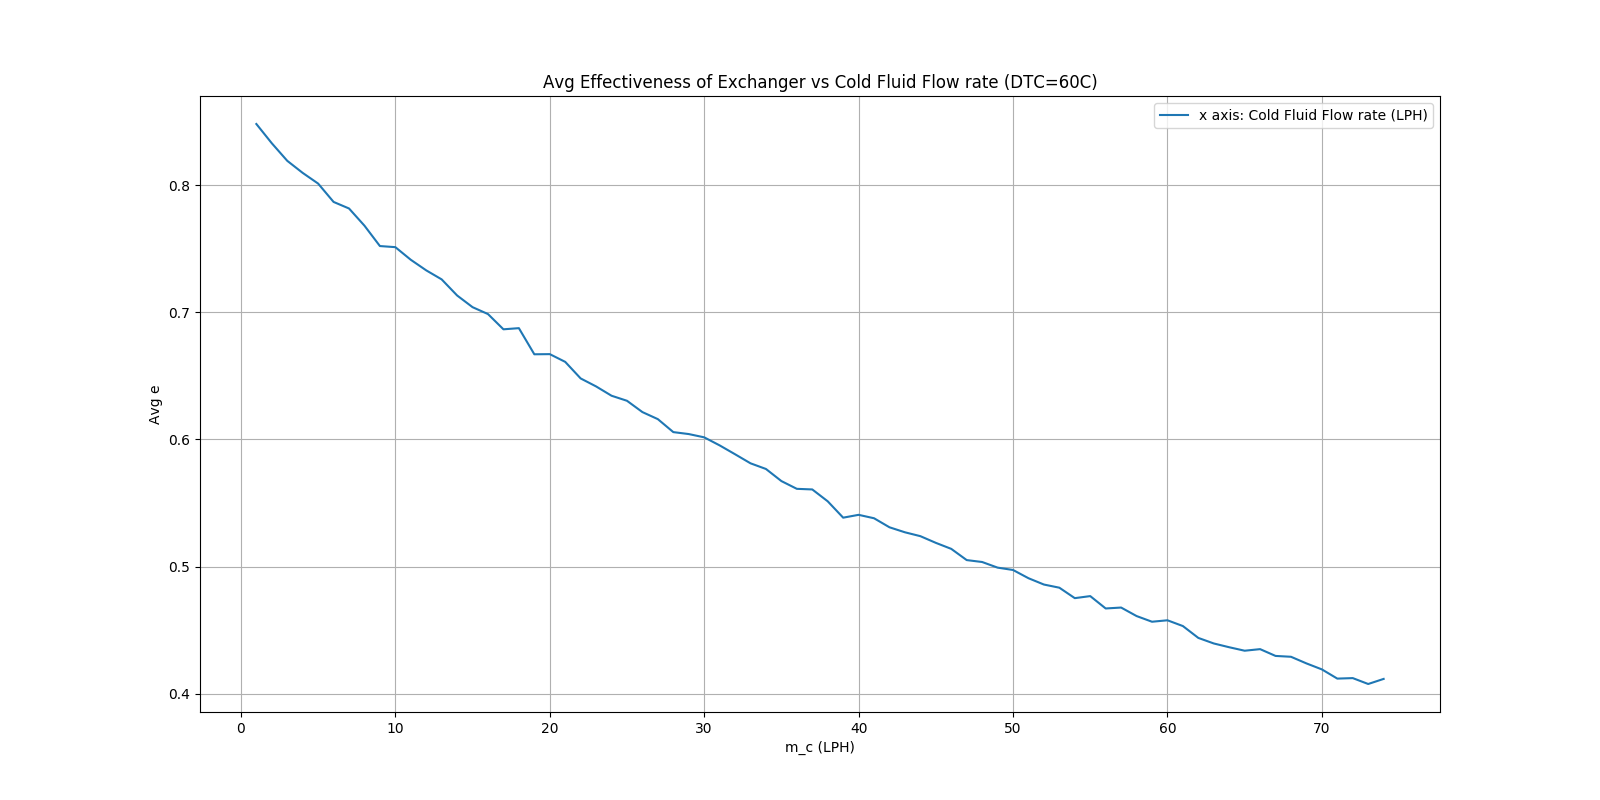 Avg Effectiveness of Exchanger vs Cold Fluid Flow rate (DTC=60C)
x axis: Cold Fluid Flow rate (LPH)
0.8
0.7
0.6
0.5
0.4
Avg e
0 10 20 30 40 50 60 70
m_c (LPH)